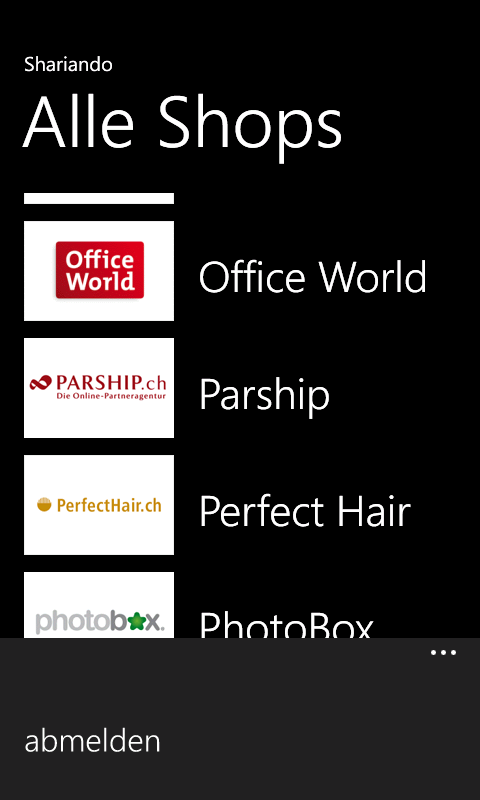 Shariando
Alle Shops
Office
World
Office World
PARSHIP.ch
Die Online-Partneragentur
Parship
PerfectHair.ch
Perfect Hair
photobox.
PhotoBox
abmelden